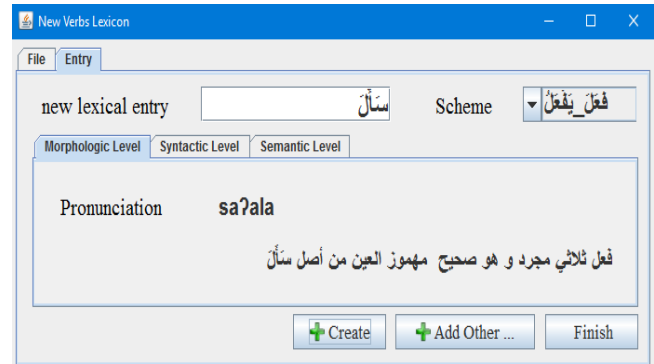 New Verbs Lexicon
File Entry
new lexical entry سَأَلَ Scheme فَعَلَ_يَفْعَلُ
Morphologic Level Syntactic Level Semantic Level
Pronunciation saʔala
فعل ثلاثي مجرد و هو صحيح مهموز العين من أصل سَأَلَ
Create Add Other ... Finish